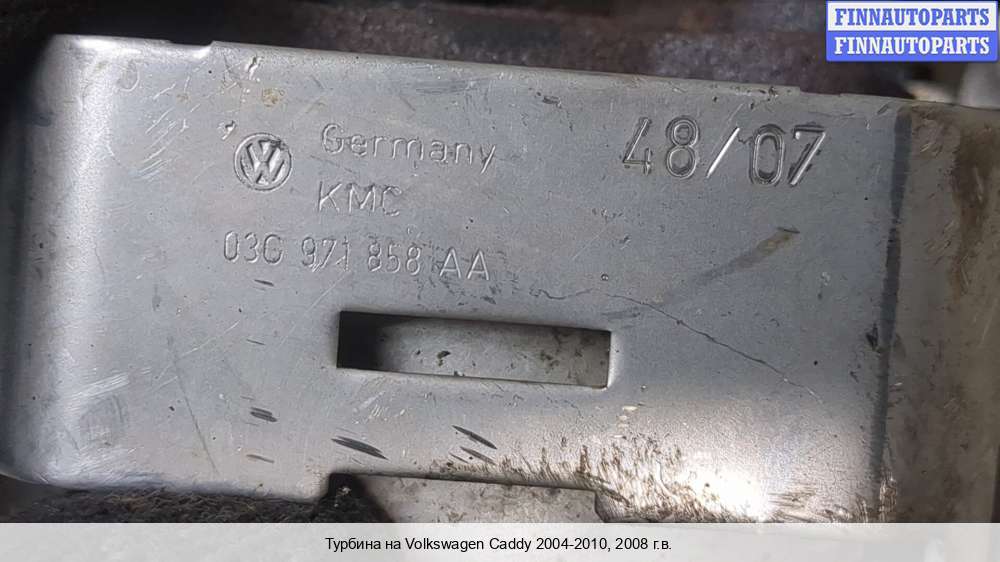 FINNAUTOPARTS
FINNAUTOPARTS
Germany
48/07
KMC
03G 971 858 AA
Турбина на Volkswagen Caddy 2004-2010, 2008 г.в.